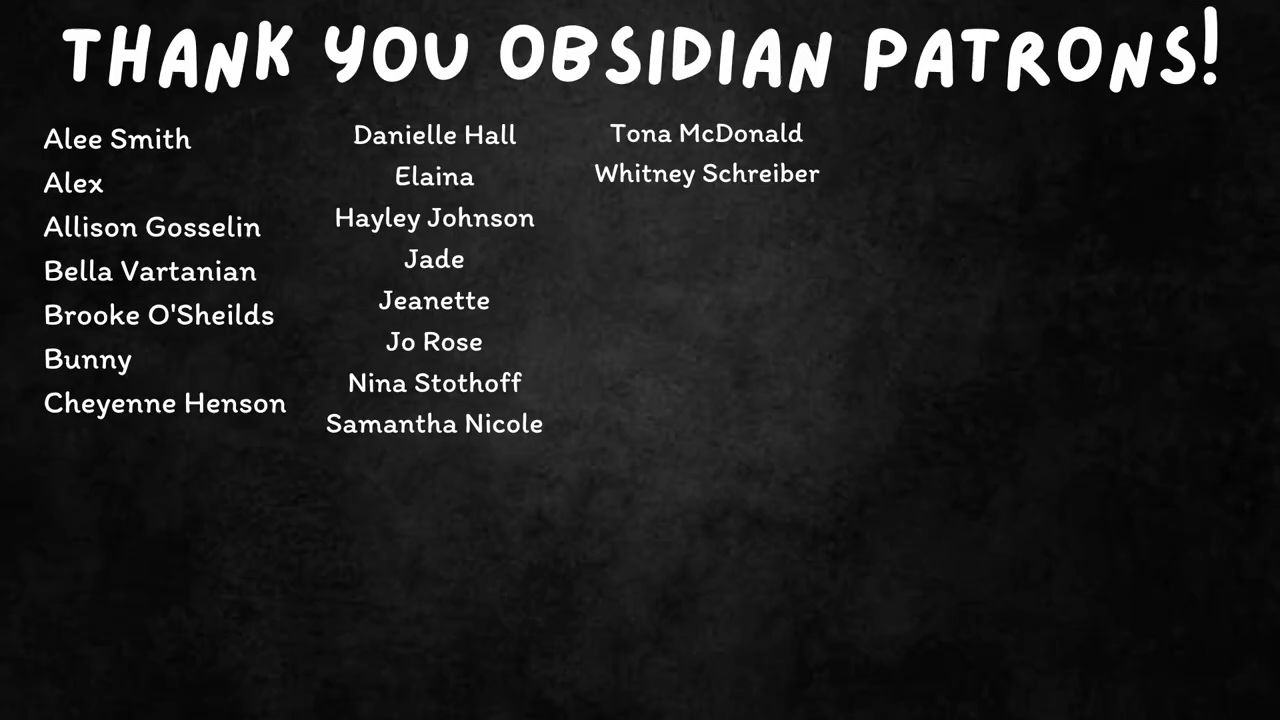 THANK YOU OBSIDIAN PATRONS!
Alee Smith
Alex
Allison Gosselin
Bella Vartanian
Brooke O'Sheilds
Bunny
Cheyenne Henson
Danielle Hall
Elaina
Hayley Johnson
Jade
Jeanette
Jo Rose
Nina Stothoff
Samantha Nicole
Tona McDonald
Whitney Schreiber